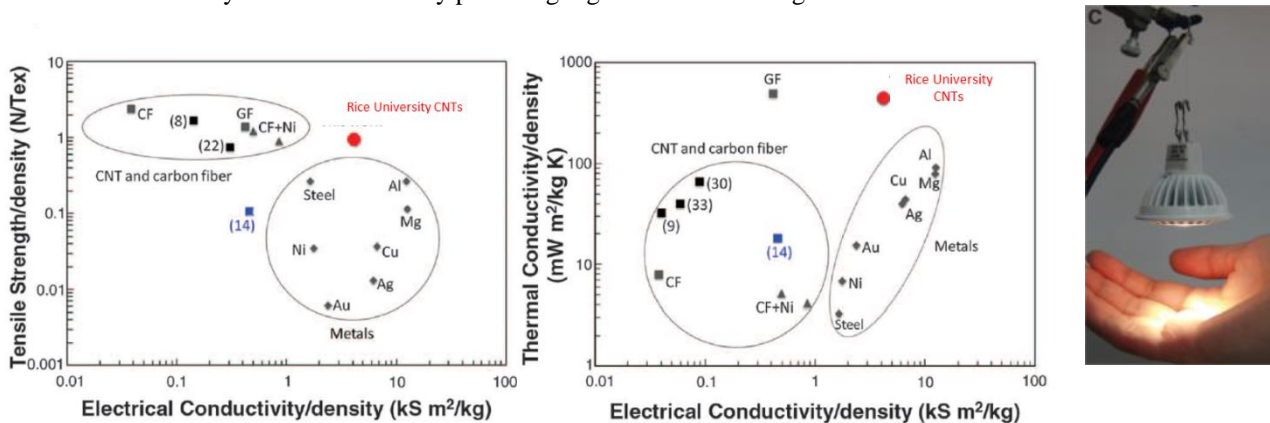 Tensile Strength/density (N/Tex)
10
1
0.1
0.01
0.001
0.01
0.1
1
10
100
Electrical Conductivity/density (kS m²/kg)
CF
(8)
(22)
GF
CF+Ni
Rice University CNTs
CNT and carbon fiber
(14)
Steel
Al
Mg
Ni
Cu
Ag
Au
Metals
Thermal Conductivity/density
(mW m²/kg K)
1000
100
10
1
0.01
0.1
1
10
100
Electrical Conductivity/density (kS m²/kg)
GF
Rice University
CNTs
CNT and carbon fiber
(30)
(33)
(9)
(14)
CF
CF+Ni
Al
Mg
Cu
Ag
Au
Metals
Ni
Steel
C